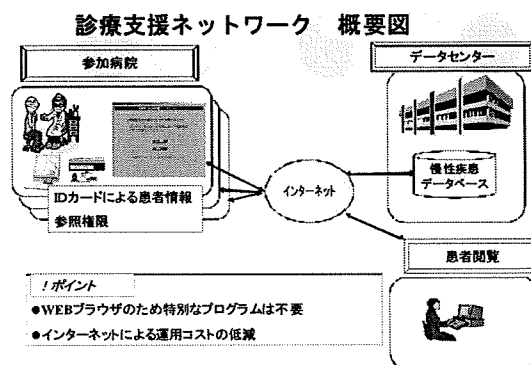 診療支援ネットワーク 概要図
参加病院
データセンター
IDカードによる患者情報
参照権限
インターネット
慢性疾患
データベース
患者閲覧
!ポイント
●WEBブラウザのため特別なプログラムは不要
●インターネットによる運用コストの低減